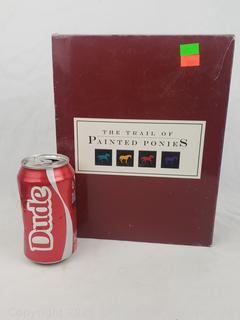 THE TRAIL OF
PAINTED PONIES
Dude